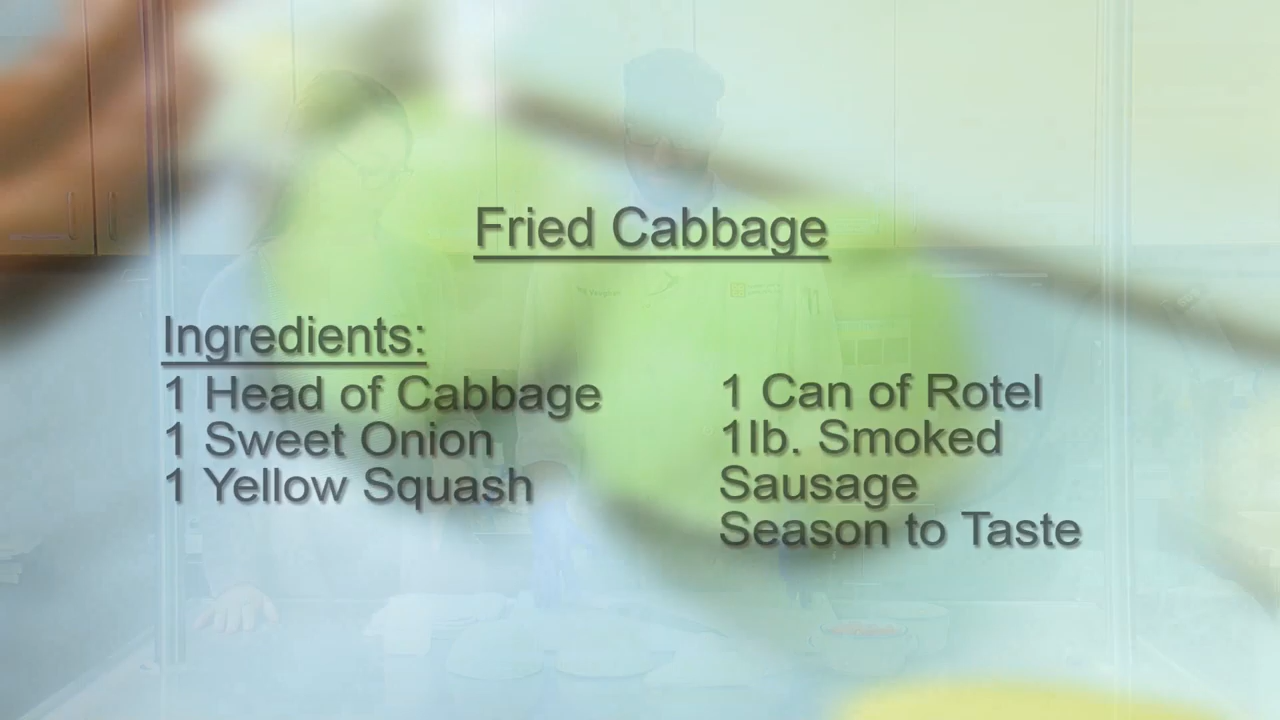 Fried Cabbage
Ingredients:
1 Head of Cabbage
1 Sweet Onion
1 Yellow Squash
1 Can of Rotel
1lb. Smoked
Sausage
Season to Taste